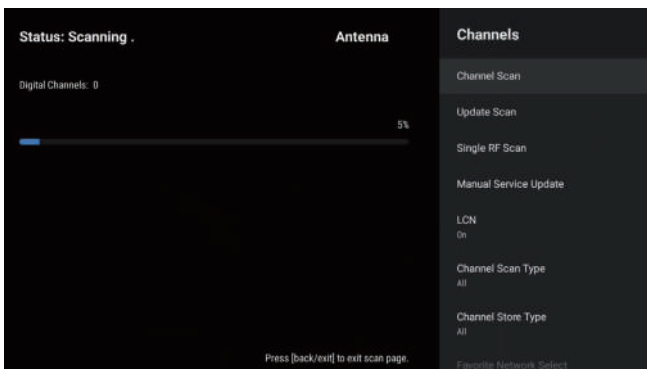 Status: Scanning .
Antenna
Digital Channels: 0
5%
Press [back/exit] to exit scan page.
Channels
Channel Scan
Update Scan
Single RF Scan
Manual Service Update
LCN
On
Channel Scan Type
All
Channel Store Type
All
Favorite Network Select